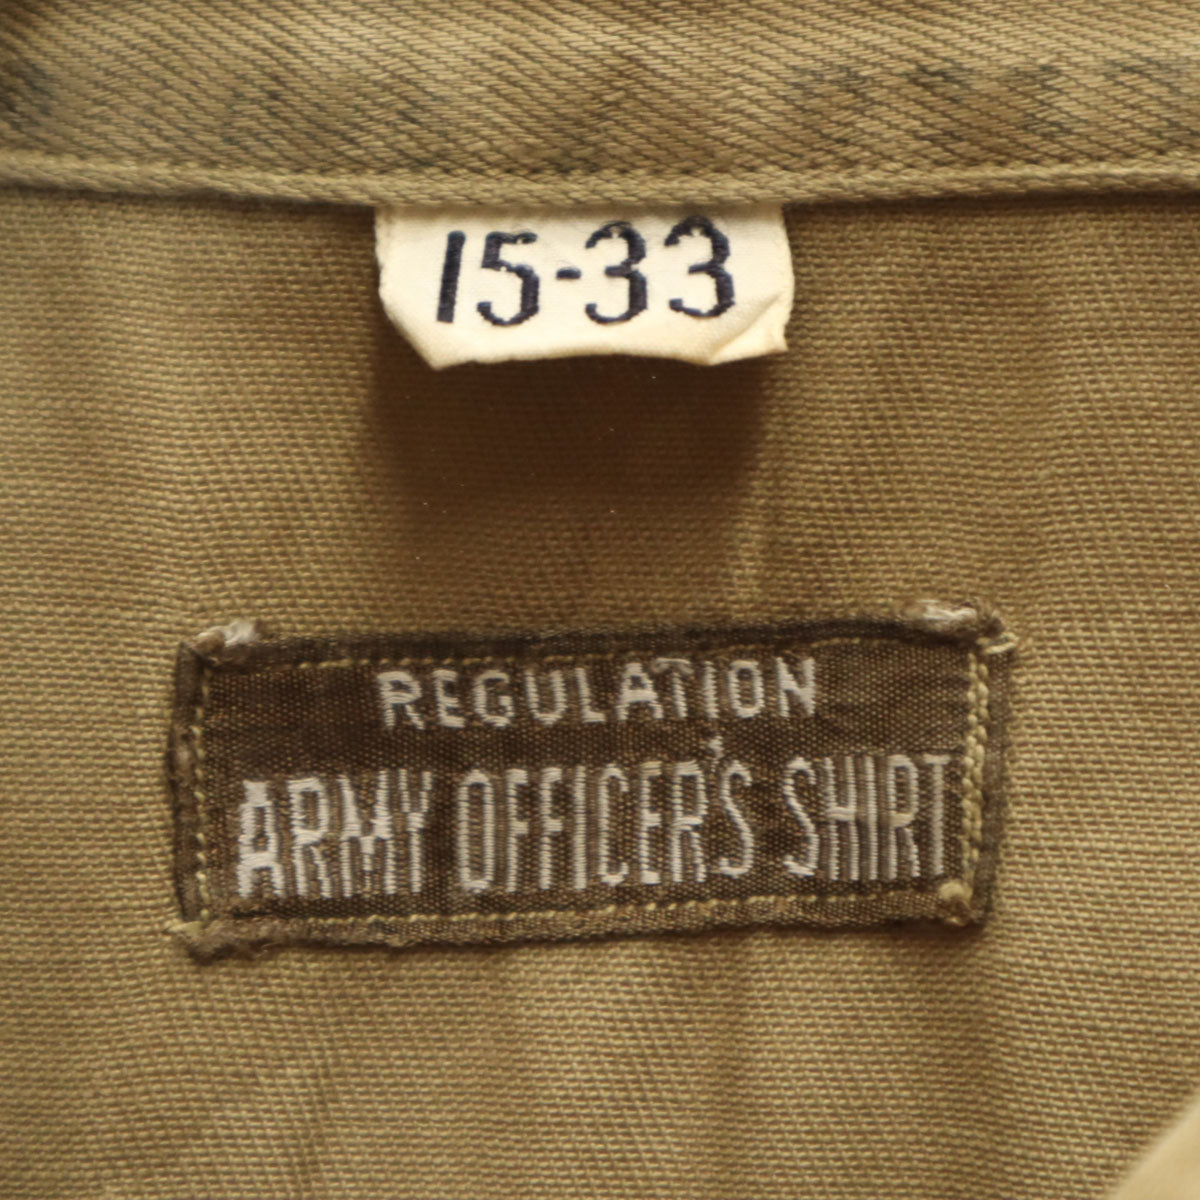 15-33
REGULATION
ARMY OFFICER'S SHIRT